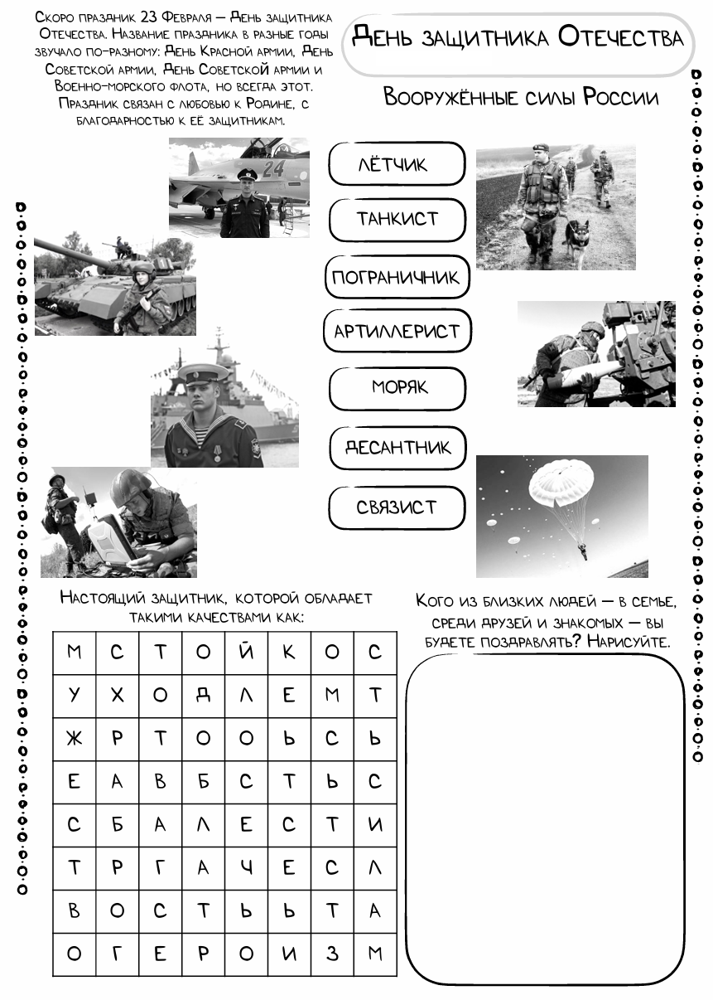 Скоро праздник 23 Февраля – День защитника
Отечества. Название праздника в разные годы
звучало по-разному: День Красной армии, День
Советской армии, День Советской армии и
Военно-морского флота, но всегда этот.
Праздник связан с любовью к Родине, с
благодарностью к её защитникам.
День защитника Отечества
Вооружённые силы России
24
ЛЁТЧИК
ТАНКИСТ
ПОГРАНИЧНИК
АРТИЛЛЕРИСТ
МОРЯК
ДЕСАНТНИК
СВЯЗИСТ
Настоящий защитник, которой обладает
такими качествами как:
М С Т О Й К О С
У Х О Д Л Е М Т
Ж Р Т О О Ь С Ь
Е А В Б С Т Ь С
С Б А Л Е С Т И
Т Р Г А Ч Е С Л
В О С Т Ь Ь Т А
О Г Е Р О И З М
Кого из близких людей – в семье,
среди друзей и знакомых – вы
будете поздравлять? Нарисуйте.